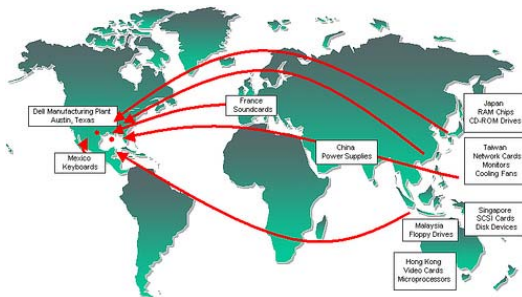 Dell Manufacturing Plant
Austin, Texas
Mexico
Keyboards
France
Soundcards
China
Power Supplies
Japan
RAM Chips
CD-ROM Drives
Taiwan
Network Cards
Monitors
Cooling Fans
Singapore
SCSI Cards
Disk Devices
Malaysia
Floppy Drives
Hong Kong
Video Cards
Microprocessors